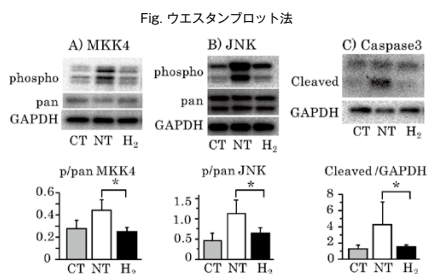 Fig. ウエスタンブロット法
A) MKK4
B) JNK
C) Caspase3
phospho
pan
GAPDH
CT NT H₂
phospho
pan
GAPDH
CT NT H₂
Cleaved
GAPDH
CT NT H₂
p/pan MKK4
0.6
0.4
0.2
0
*
CT NT H₂
p/pan JNK
1.5
1.0
0.5
0.0
*
CT NT H₂
Cleaved/GAPDH
8
6
4
2
0
*
CT NT H₂